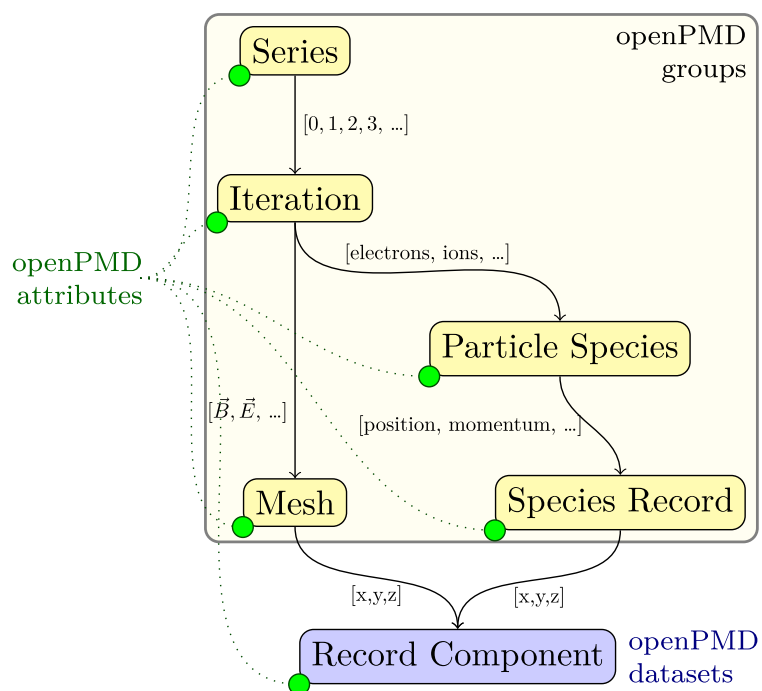 Series
openPMD
groups
[0, 1, 2, 3, …]
Iteration
[electrons, ions, …]
openPMD
attributes
Particle Species
[B⃗, E⃗, …]
[position, momentum, …]
Mesh
Species Record
[x,y,z]
[x,y,z]
Record Component
openPMD
datasets